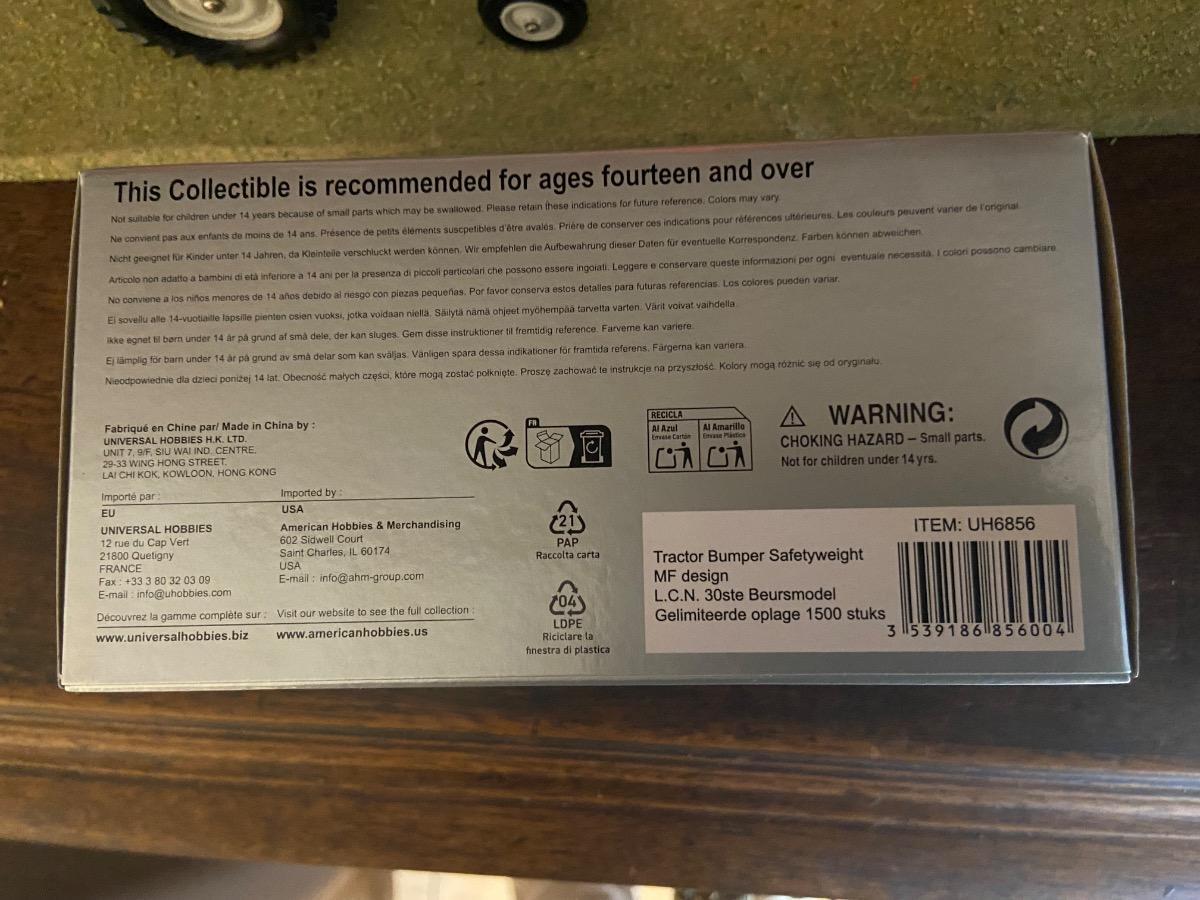 This Collectible is recommended for ages fourteen and over
Not suitable for children under 14 years because of small parts which may be swallowed. Please retain these indications for future reference. Colors may vary.
Ne convient pas aux enfants de moins de 14 ans. Présence de petits éléments suscpetibles d'être avalés. Prière de conserver ces indications pour références ultérieures. Les couleurs peuvent varier de l'original.
Nicht geeignet für Kinder unter 14 Jahren, da Kleinteile verschluckt werden können. Wir empfehlen die Aufbewahrung dieser Daten für eventuelle Korrespondenz. Farben können abweichen.
Articolo non adatto a bambini di età inferiore a 14 ani per la presenza di piccoli particolari che possono essere ingoiati. Leggere e conservare queste informazioni per ogni eventuale necessità. I colori possono cambiare.
No conviene a los niños menores de 14 años debido al riesgo con piezas pequeñas. Por favor conserva estos detalles para futuras referencias. Los colores pueden variar.
Ei sovellu alle 14-vuotiaille lapsille pienten osien vuoksi, jotka voidaan niellä. Säilytä nämä ohjeet myöhempää tarvetta varten. Värit voivat vaihdella.
Ikke egnet til børn under 14 år på grund af små dele, der kan sluges. Gem disse instruktioner til fremtidig reference. Farverne kan variere.
Ej lämplig för barn under 14 år på grund av små delar som kan sväljas. Vänligen spara dessa indikationer för framtida referens. Färgerna kan variera.
Nieodpowiednie dla dzieci poniżej 14 lat. Obecność małych części, które mogą zostać połknięte. Proszę zachować te instrukcje na przyszłość. Kolory mogą różnić się od oryginału.
Fabriqué en Chine par/ Made in China by :
UNIVERSAL HOBBIES H.K. LTD.
UNIT 7, 9/F, SIU WAI IND. CENTRE,
29-33 WING HONG STREET,
LAI CHI KOK, KOWLOON, HONG KONG
Importé par :
EU
UNIVERSAL HOBBIES
12 rue du Cap Vert
21800 Quetigny
FRANCE
Fax : +33 3 80 32 03 09
E-mail : info@uhobbies.com
Découvrez la gamme complète sur :
www.universalhobbies.biz
Imported by :
USA
American Hobbies & Merchandising
602 Sidwell Court
Saint Charles, IL 60174
USA
E-mail : info@ahm-group.com
Visit our website to see the full collection :
www.americanhobbies.us
FR
21
PAP
Raccolta carta
04
LDPE
Riciclare la
finestra di plastica
RECICLA
Al Azul
Envase Cartón
Al Amarillo
Envase Plástico
WARNING:
CHOKING HAZARD – Small parts.
Not for children under 14 yrs.
ITEM: UH6856
Tractor Bumper Safetyweight
MF design
L.C.N. 30ste Beursmodel
Gelimiteerde oplage 1500 stuks
3 539186 856004